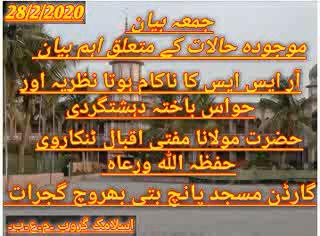 28/2/2020
جمعہ بیان
موجودہ حالات کے متعلق اہم بیان
آر ایس ایس کا ناکام ہوتا نظریہ اور
حواس باختہ دہشتگردی
حضرت مولانا مفتی اقبال ٹنکاروی
حفظہ اللہ ورعاہ
گارڈن مسجد پانچ بتی بھروچ گجرات
اسلامک گروپ ۔م۔ع۔ب۔